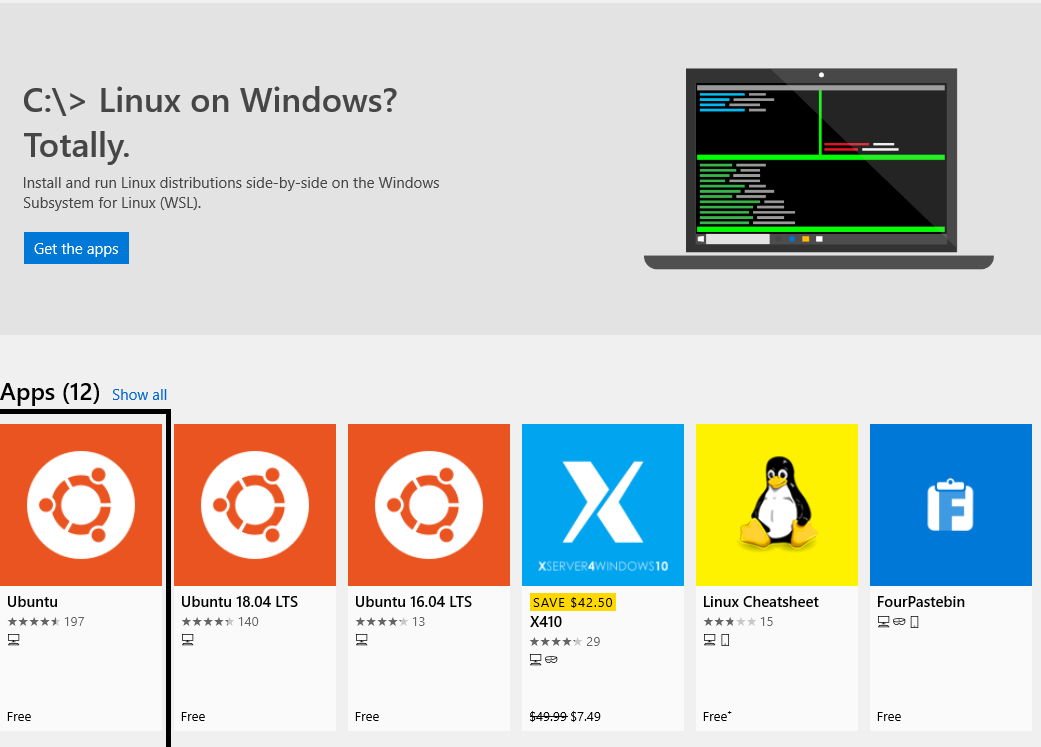 C:\> Linux on Windows?
Totally.
Install and run Linux distributions side-by-side on the Windows
Subsystem for Linux (WSL).
Get the apps
Apps (12) Show all
XSERVER4WINDOWS10
F
Ubuntu
197
Free
Ubuntu 18.04 LTS
140
Free
Ubuntu 16.04 LTS
13
Free
SAVE $42.50
X410
29
$49.99 $7.49
Linux Cheatsheet
15
Free+
FourPastebin
Free